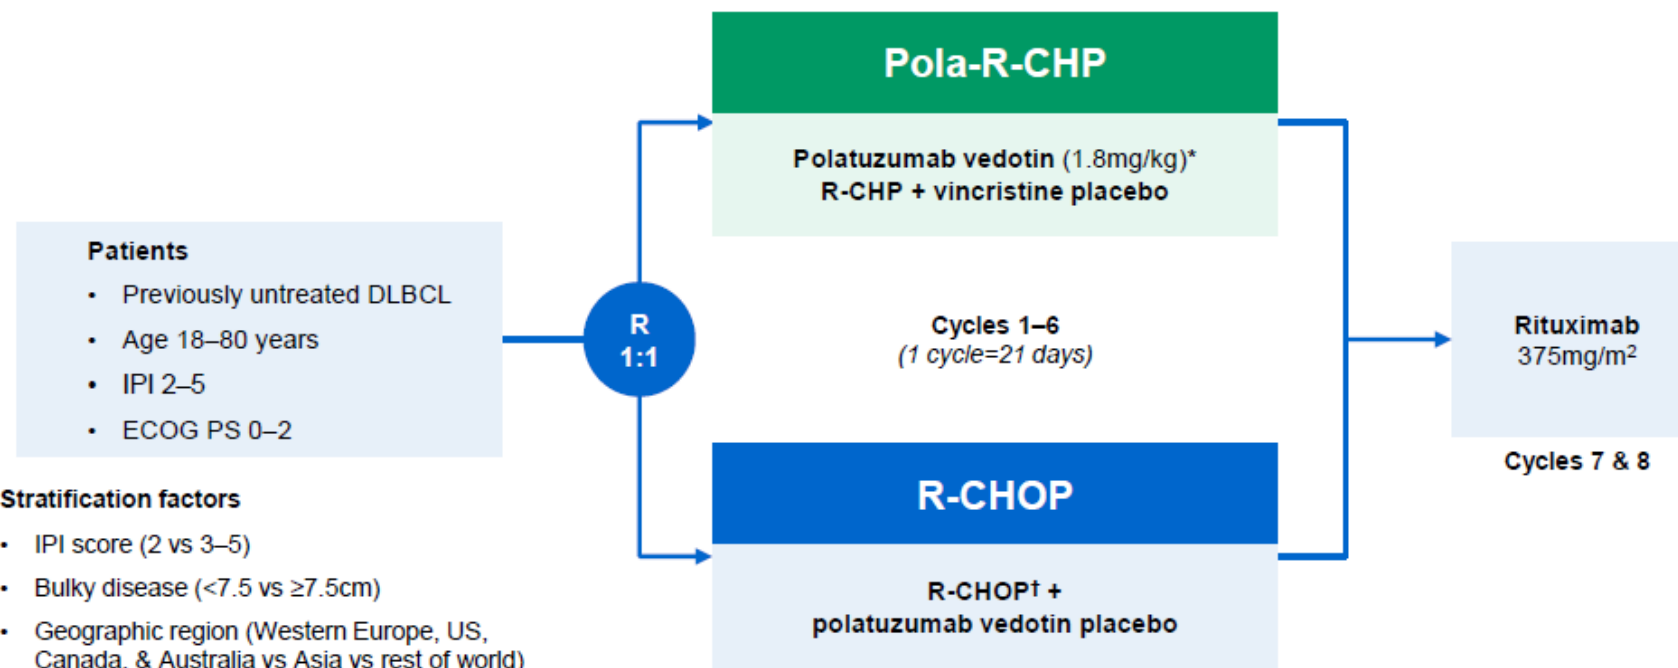 Pola-R-CHP
Polatuzumab vedotin (1.8mg/kg)*
R-CHP + vincristine placebo
Patients
• Previously untreated DLBCL
• Age 18–80 years
• IPI 2–5
• ECOG PS 0–2
R
1:1
Cycles 1–6
(1 cycle=21 days)
Rituximab
375mg/m²
Cycles 7 & 8
Stratification factors
• IPI score (2 vs 3–5)
• Bulky disease (<7.5 vs ≥7.5cm)
• Geographic region (Western Europe, US,
Canada, & Australia vs Asia vs rest of world)
R-CHOP
R-CHOP† +
polatuzumab vedotin placebo